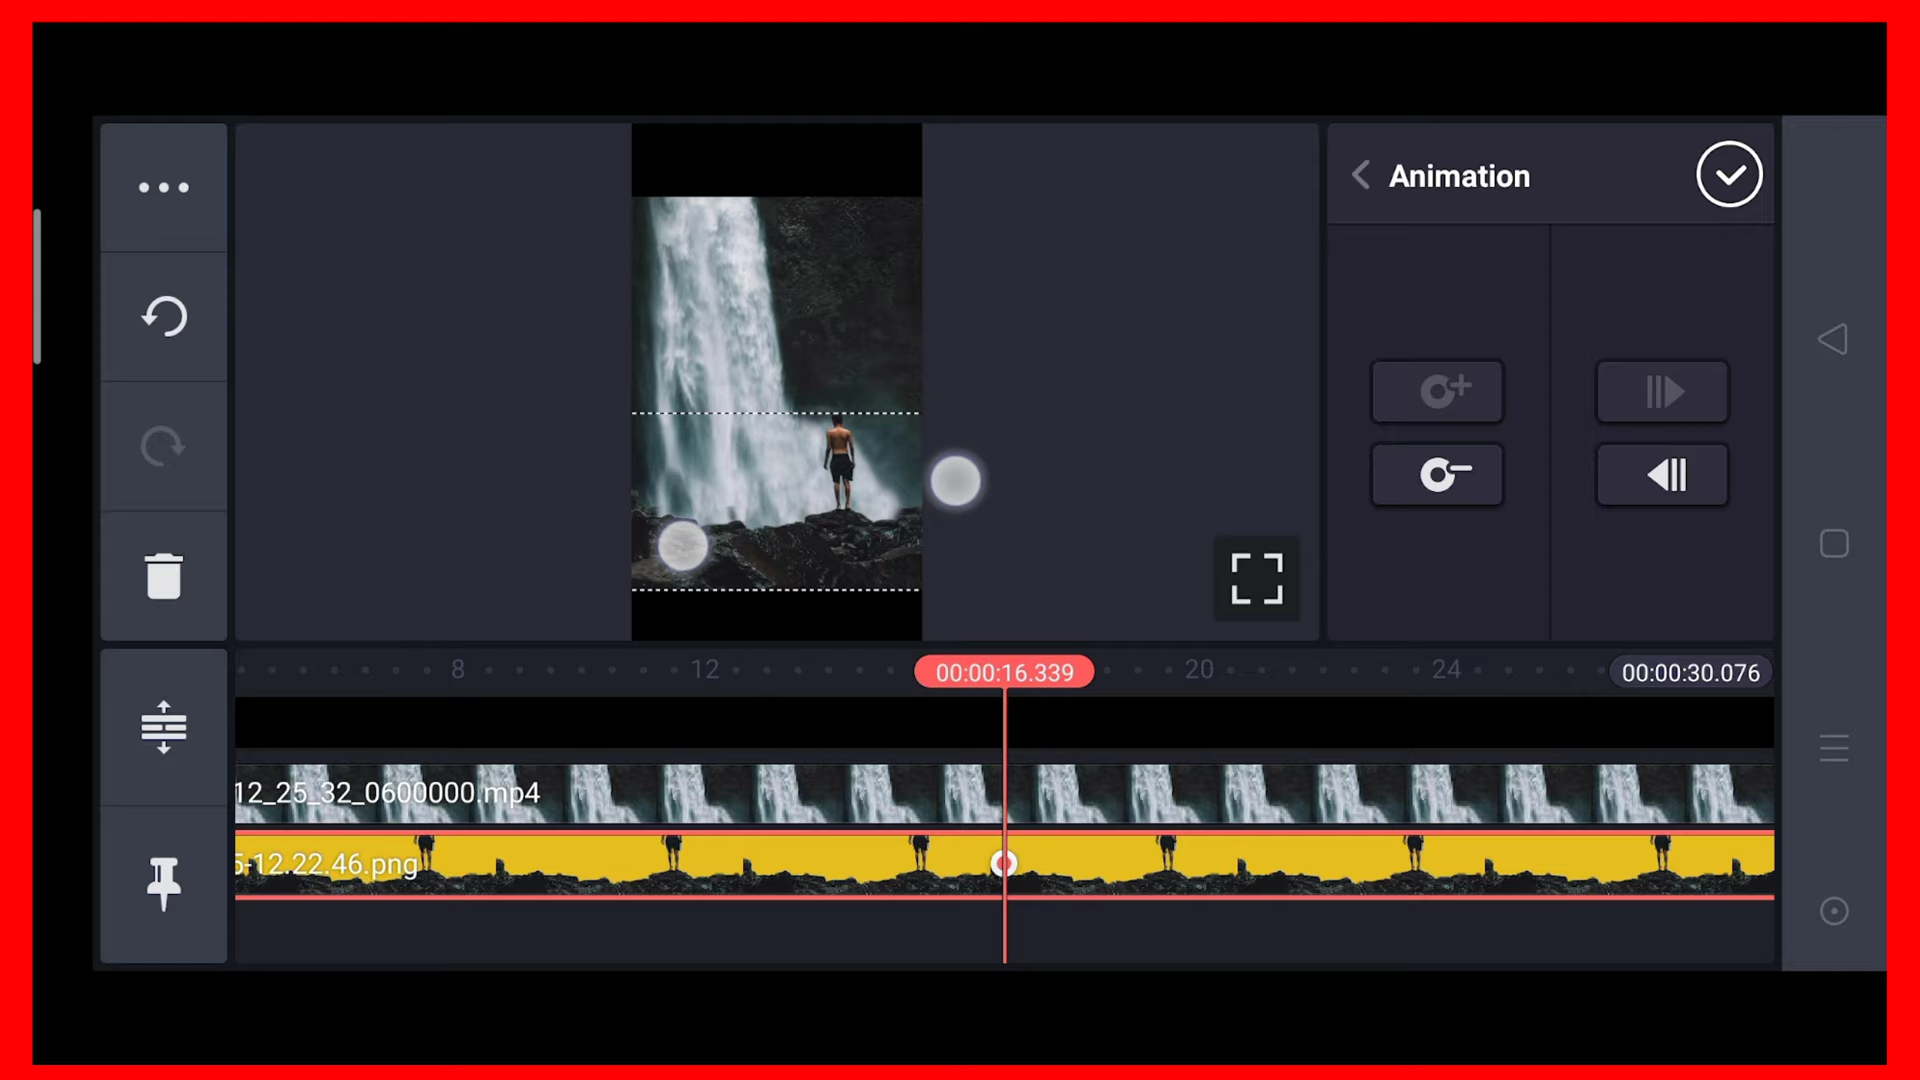 Animation
8
12
00:00:16.339
20
24
00:00:30.076
12_25_32_0600000.mp4
5-12.22.46.png